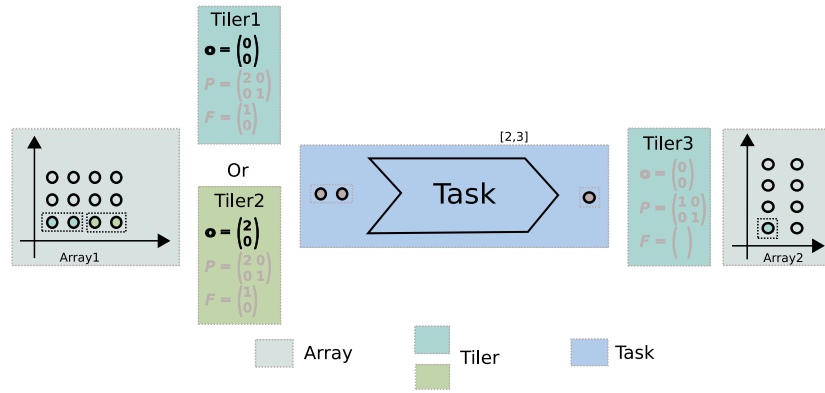 Tiler1
o = (0
0)
P = (2 0
0 1)
F = (1
0)
Or
Tiler2
o = (2
0)
P = (2 0
0 1)
F = (1
0)
Array1
[2,3]
Task
Tiler3
o = (0
0)
P = (1 0
0 1)
F = ( )
Array2
Array
Tiler
Task